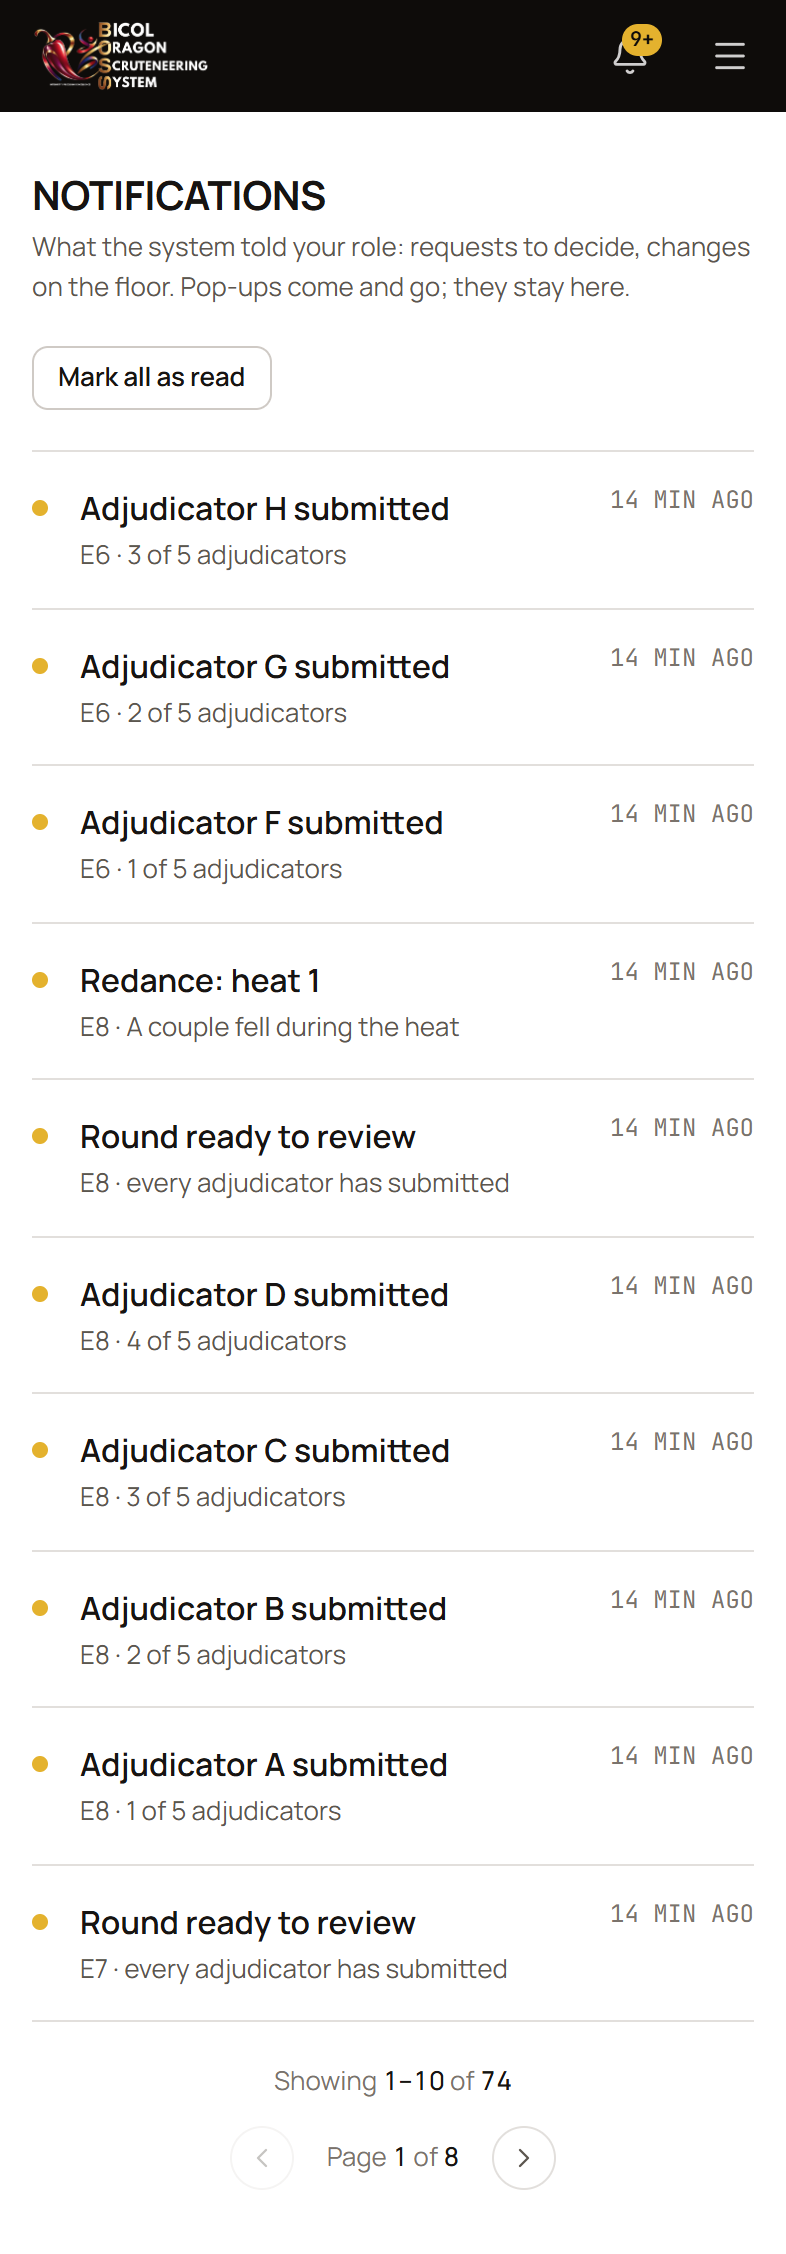 BICOL
DRAGON
SCRUTENEERING
SYSTEM
9+
NOTIFICATIONS
What the system told your role: requests to decide, changes
on the floor. Pop-ups come and go; they stay here.
Mark all as read
Adjudicator H submitted
14 MIN AGO
E6 · 3 of 5 adjudicators
Adjudicator G submitted
14 MIN AGO
E6 · 2 of 5 adjudicators
Adjudicator F submitted
14 MIN AGO
E6 · 1 of 5 adjudicators
Redance: heat 1
14 MIN AGO
E8 · A couple fell during the heat
Round ready to review
14 MIN AGO
E8 · every adjudicator has submitted
Adjudicator D submitted
14 MIN AGO
E8 · 4 of 5 adjudicators
Adjudicator C submitted
14 MIN AGO
E8 · 3 of 5 adjudicators
Adjudicator B submitted
14 MIN AGO
E8 · 2 of 5 adjudicators
Adjudicator A submitted
14 MIN AGO
E8 · 1 of 5 adjudicators
Round ready to review
14 MIN AGO
E7 · every adjudicator has submitted
Showing 1–10 of 74
Page 1 of 8